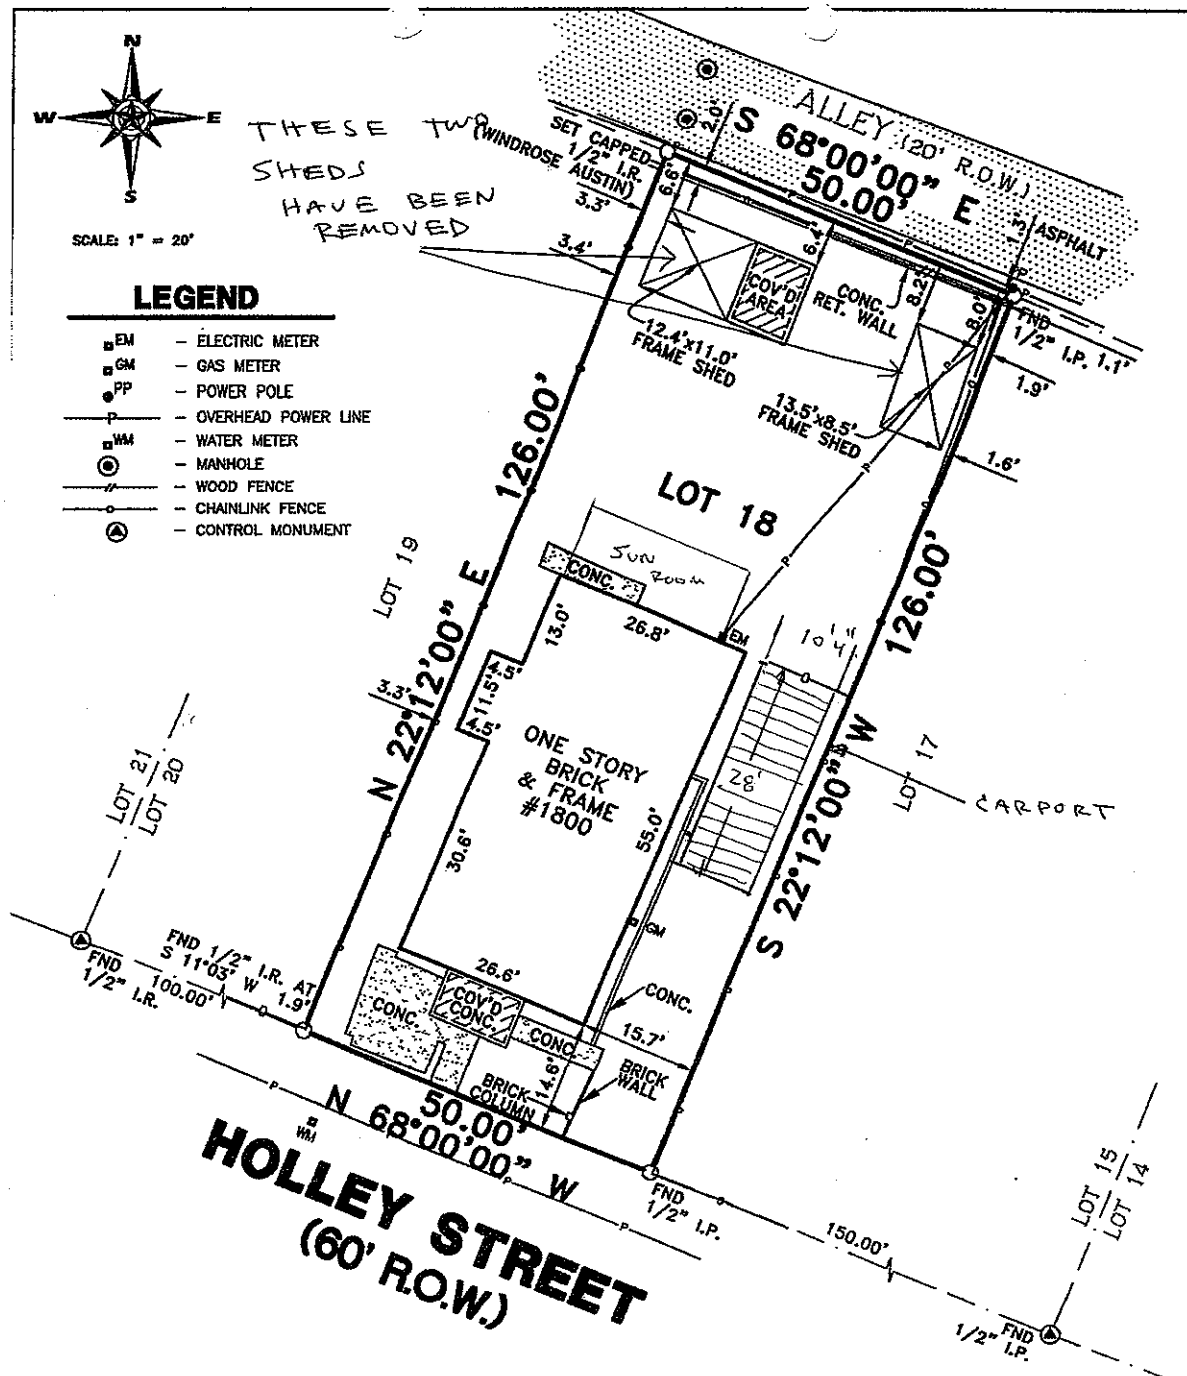 N
W E
S
SCALE: 1" = 20'
THESE TWO
SHEDS
HAVE BEEN
REMOVED
LEGEND
EM – ELECTRIC METER
GM – GAS METER
PP – POWER POLE
P – OVERHEAD POWER LINE
WM – WATER METER
– MANHOLE
– WOOD FENCE
– CHAINLINK FENCE
– CONTROL MONUMENT
SET CAPPED
1/2" I.R.
(WINDROSE
AUSTIN)
3.3'
3.4'
6.6'
2.0'
ALLEY (20' R.O.W.)
S 68°00'00" E
50.00'
1.3'
ASPHALT
6.4'
COV'D
AREA
CONC.
RET. WALL
8.2'
8.0'
FND
1/2" I.P.
1.1'
1.9'
12.4'x11.0'
FRAME SHED
13.5'x8.5'
FRAME SHED
1.6'
126.00'
N 22°12'00" E
LOT 18
LOT 19
SUN
ROOM
CONC.
26.8'
EM
13.0'
4.5'
11.5'
4.5'
3.3'
10' 4"
126.00'
S 22°12'00" W
LOT 17
CARPORT
28'
ONE STORY
BRICK
& FRAME
#1800
55.0'
30.6'
GM
LOT 21
LOT 20
FND
1/2" I.R.
100.00'
FND 1/2" I.R. AT
S 11°03' W 1.9'
26.6'
CONC.
COV'D
CONC.
CONC.
CONC.
15.7'
14.6'
BRICK
WALL
BRICK
COLUMN
50.00'
N 68°00'00" W
WM
P
HOLLEY STREET
(60' R.O.W.)
FND
1/2" I.P.
150.00'
LOT 15
LOT 14
FND
1/2" I.P.